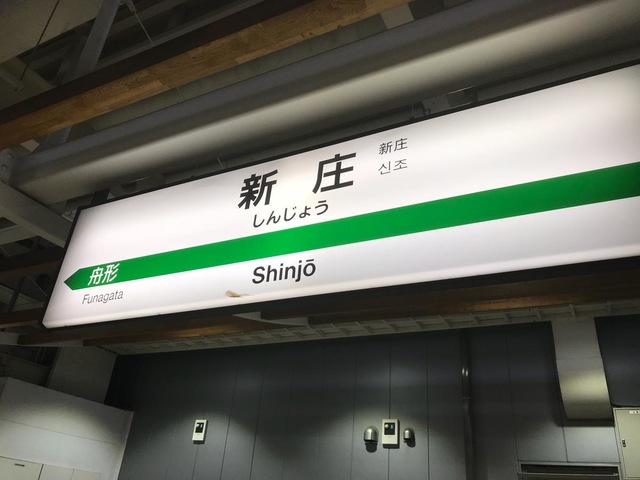 新庄
新庄
신조
しんじょう
舟形
Funagata
Shinjō